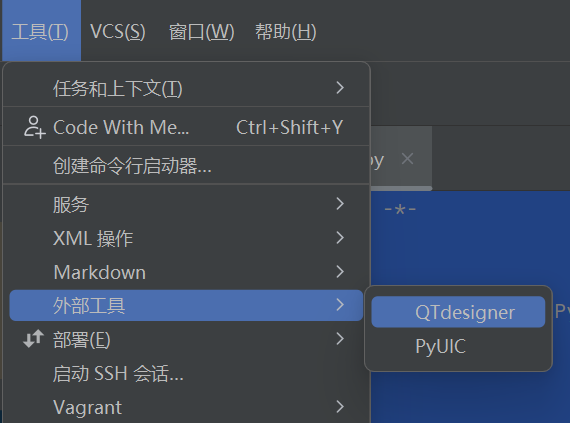 工具(T) VCS(S) 窗口(W) 帮助(H)
任务和上下文(T)
Code With Me... Ctrl+Shift+Y
py ×
创建命令行启动器...
服务
-*-
XML 操作
Markdown
外部工具
QTdesigner
部署(E)
PyUIC
启动 SSH 会话...
Vagrant